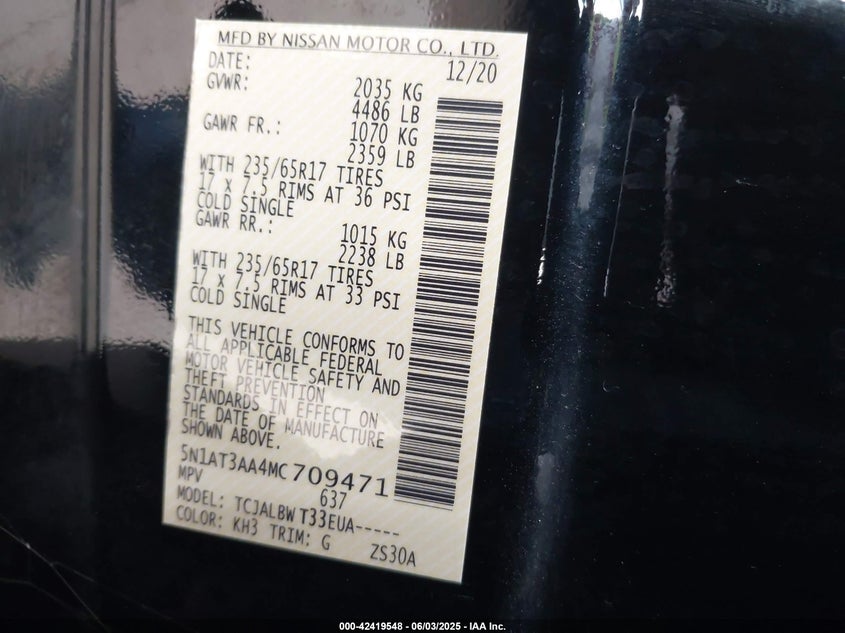 MFD BY NISSAN MOTOR CO., LTD.
DATE: 12/20
GVWR: 2035 KG
4486 LB
GAWR FR.: 1070 KG
2359 LB
WITH 235/65R17 TIRES
17 x 7.5 RIMS AT 36 PSI
COLD SINGLE
GAWR RR.: 1015 KG
2238 LB
WITH 235/65R17 TIRES
17 x 7.5 RIMS AT 33 PSI
COLD SINGLE
THIS VEHICLE CONFORMS TO
ALL APPLICABLE FEDERAL
MOTOR VEHICLE SAFETY AND
THEFT PREVENTION
STANDARDS IN EFFECT ON
THE DATE OF MANUFACTURE
SHOWN ABOVE.
5N1AT3AA4MC709471
MPV 637
MODEL: TCJALBW T33EUA-----
COLOR: KH3 TRIM: G ZS30A
000-42419548 - 06/03/2025 - IAA Inc.